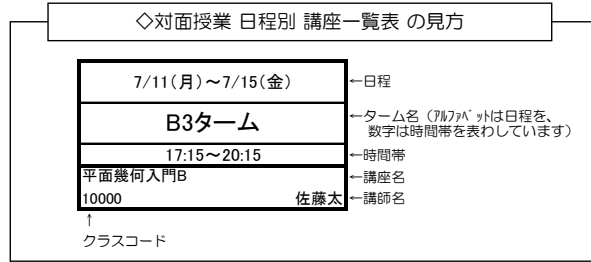 ◇対面授業 日程別 講座一覧表 の見方
7/11(月)～7/15(金) ←日程
B3ターム ←ターム名（ｱﾙﾌｧﾍﾞｯﾄは日程を、
数字は時間帯を表わしています）
17:15～20:15 ←時間帯
平面幾何入門B ←講座名
10000 佐藤太 ←講師名
↑
クラスコード